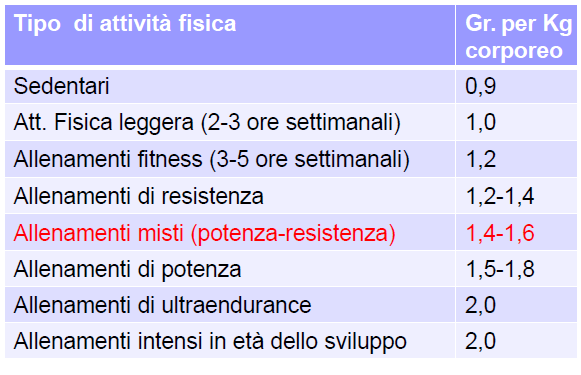 Tipo  di attività fisica Gr. per Kg
corporeo
Sedentari 0,9
Att. Fisica leggera (2-3 ore settimanali) 1,0
Allenamenti fitness (3-5 ore settimanali) 1,2
Allenamenti di resistenza 1,2-1,4
Allenamenti misti (potenza-resistenza) 1,4-1,6
Allenamenti di potenza 1,5-1,8
Allenamenti di ultraendurance 2,0
Allenamenti intensi in età dello sviluppo 2,0